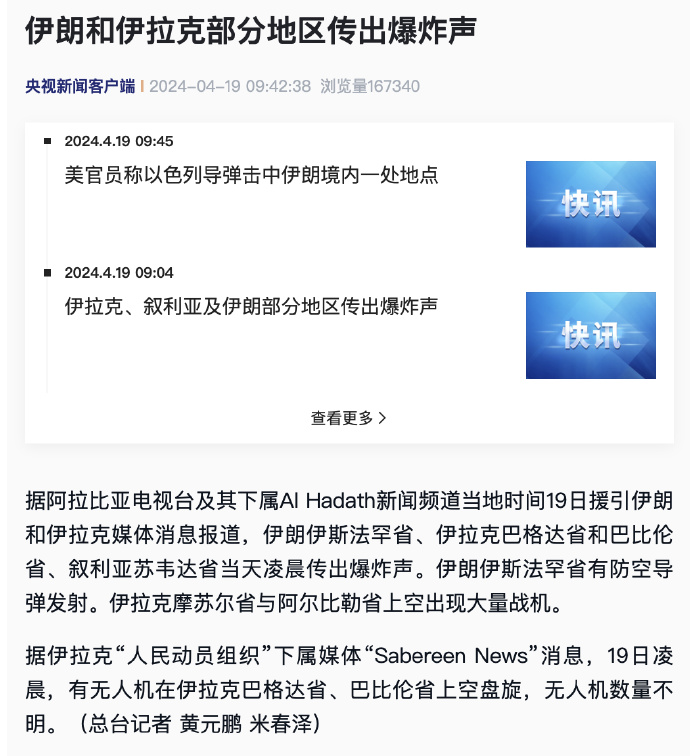 伊朗和伊拉克部分地区传出爆炸声
央视新闻客户端 | 2024-04-19 09:42:38 浏览量167340
2024.4.19 09:45
美官员称以色列导弹击中伊朗境内一处地点
快讯
2024.4.19 09:04
伊拉克、叙利亚及伊朗部分地区传出爆炸声
快讯
查看更多 >
据阿拉比亚电视台及其下属Al Hadath新闻频道当地时间19日援引伊朗
和伊拉克媒体消息报道，伊朗伊斯法罕省、伊拉克巴格达省和巴比伦
省、叙利亚苏韦达省当天凌晨传出爆炸声。伊朗伊斯法罕省有防空导
弹发射。伊拉克摩苏尔省与阿尔比勒省上空出现大量战机。
据伊拉克“人民动员组织”下属媒体“Sabereen News”消息，19日凌
晨，有无人机在伊拉克巴格达省、巴比伦省上空盘旋，无人机数量不
明。（总台记者 黄元鹏 米春泽）